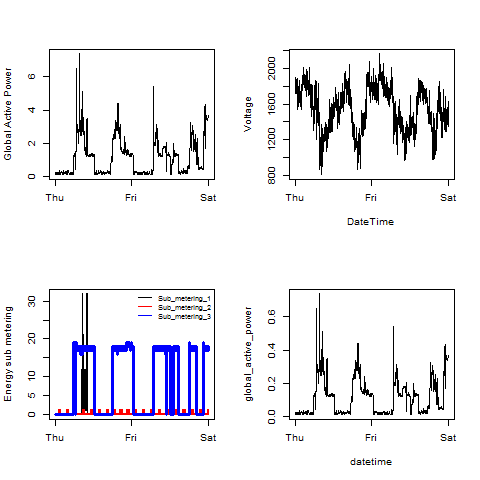 Global Active Power
6
4
2
0
Thu
Fri
Sat
Voltage
2000
1600
1200
800
Thu
Fri
Sat
DateTime
Energy sub metering
30
20
15
5
0
Sub_metering_1
Sub_metering_2
Sub_metering_3
Thu
Fri
Sat
global_active_power
0.6
0.4
0.2
0.0
Thu
Fri
Sat
datetime